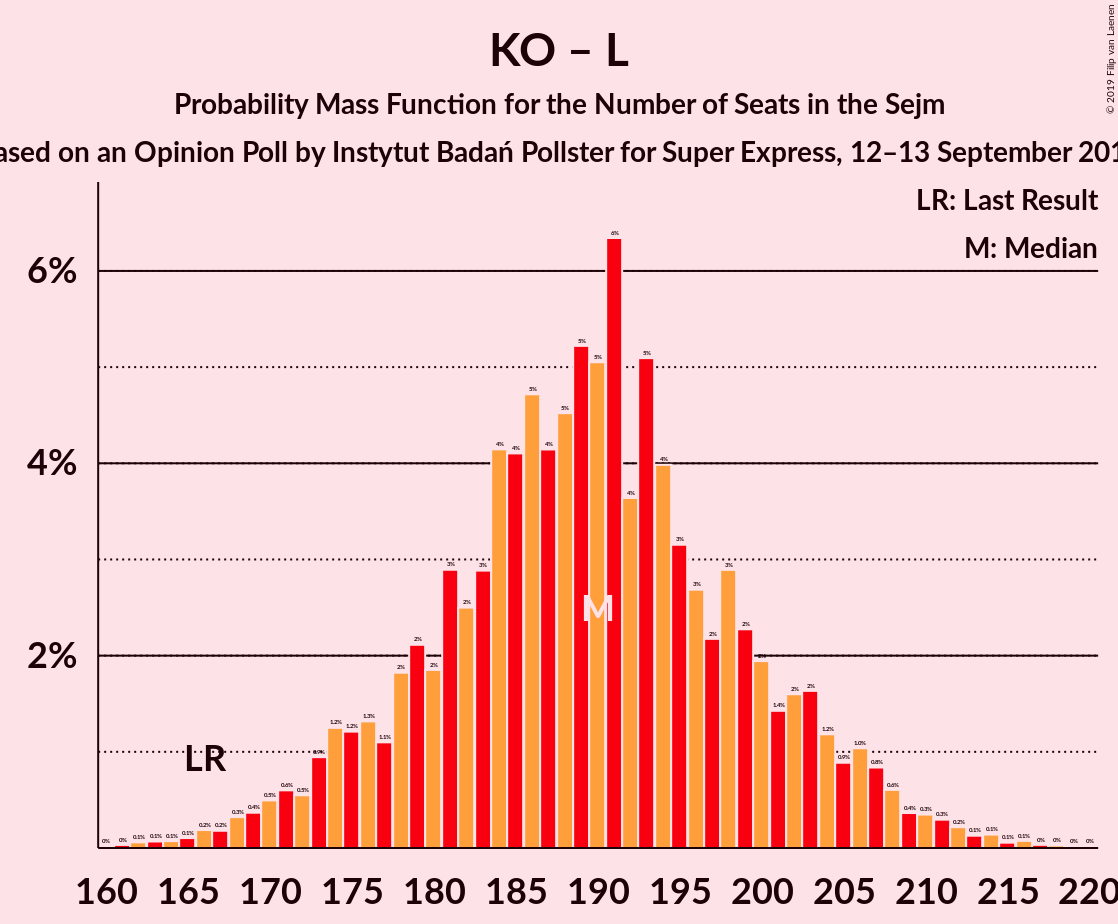 KO – L
Probability Mass Function for the Number of Seats in the Sejm
ased on an Opinion Poll by Instytut Badań Pollster for Super Express, 12–13 September 201
© 2019 Filip van Laenen
LR: Last Result
M: Median
6%
4%
2%
LR
M
160 165 170 175 180 185 190 195 200 205 210 215 220